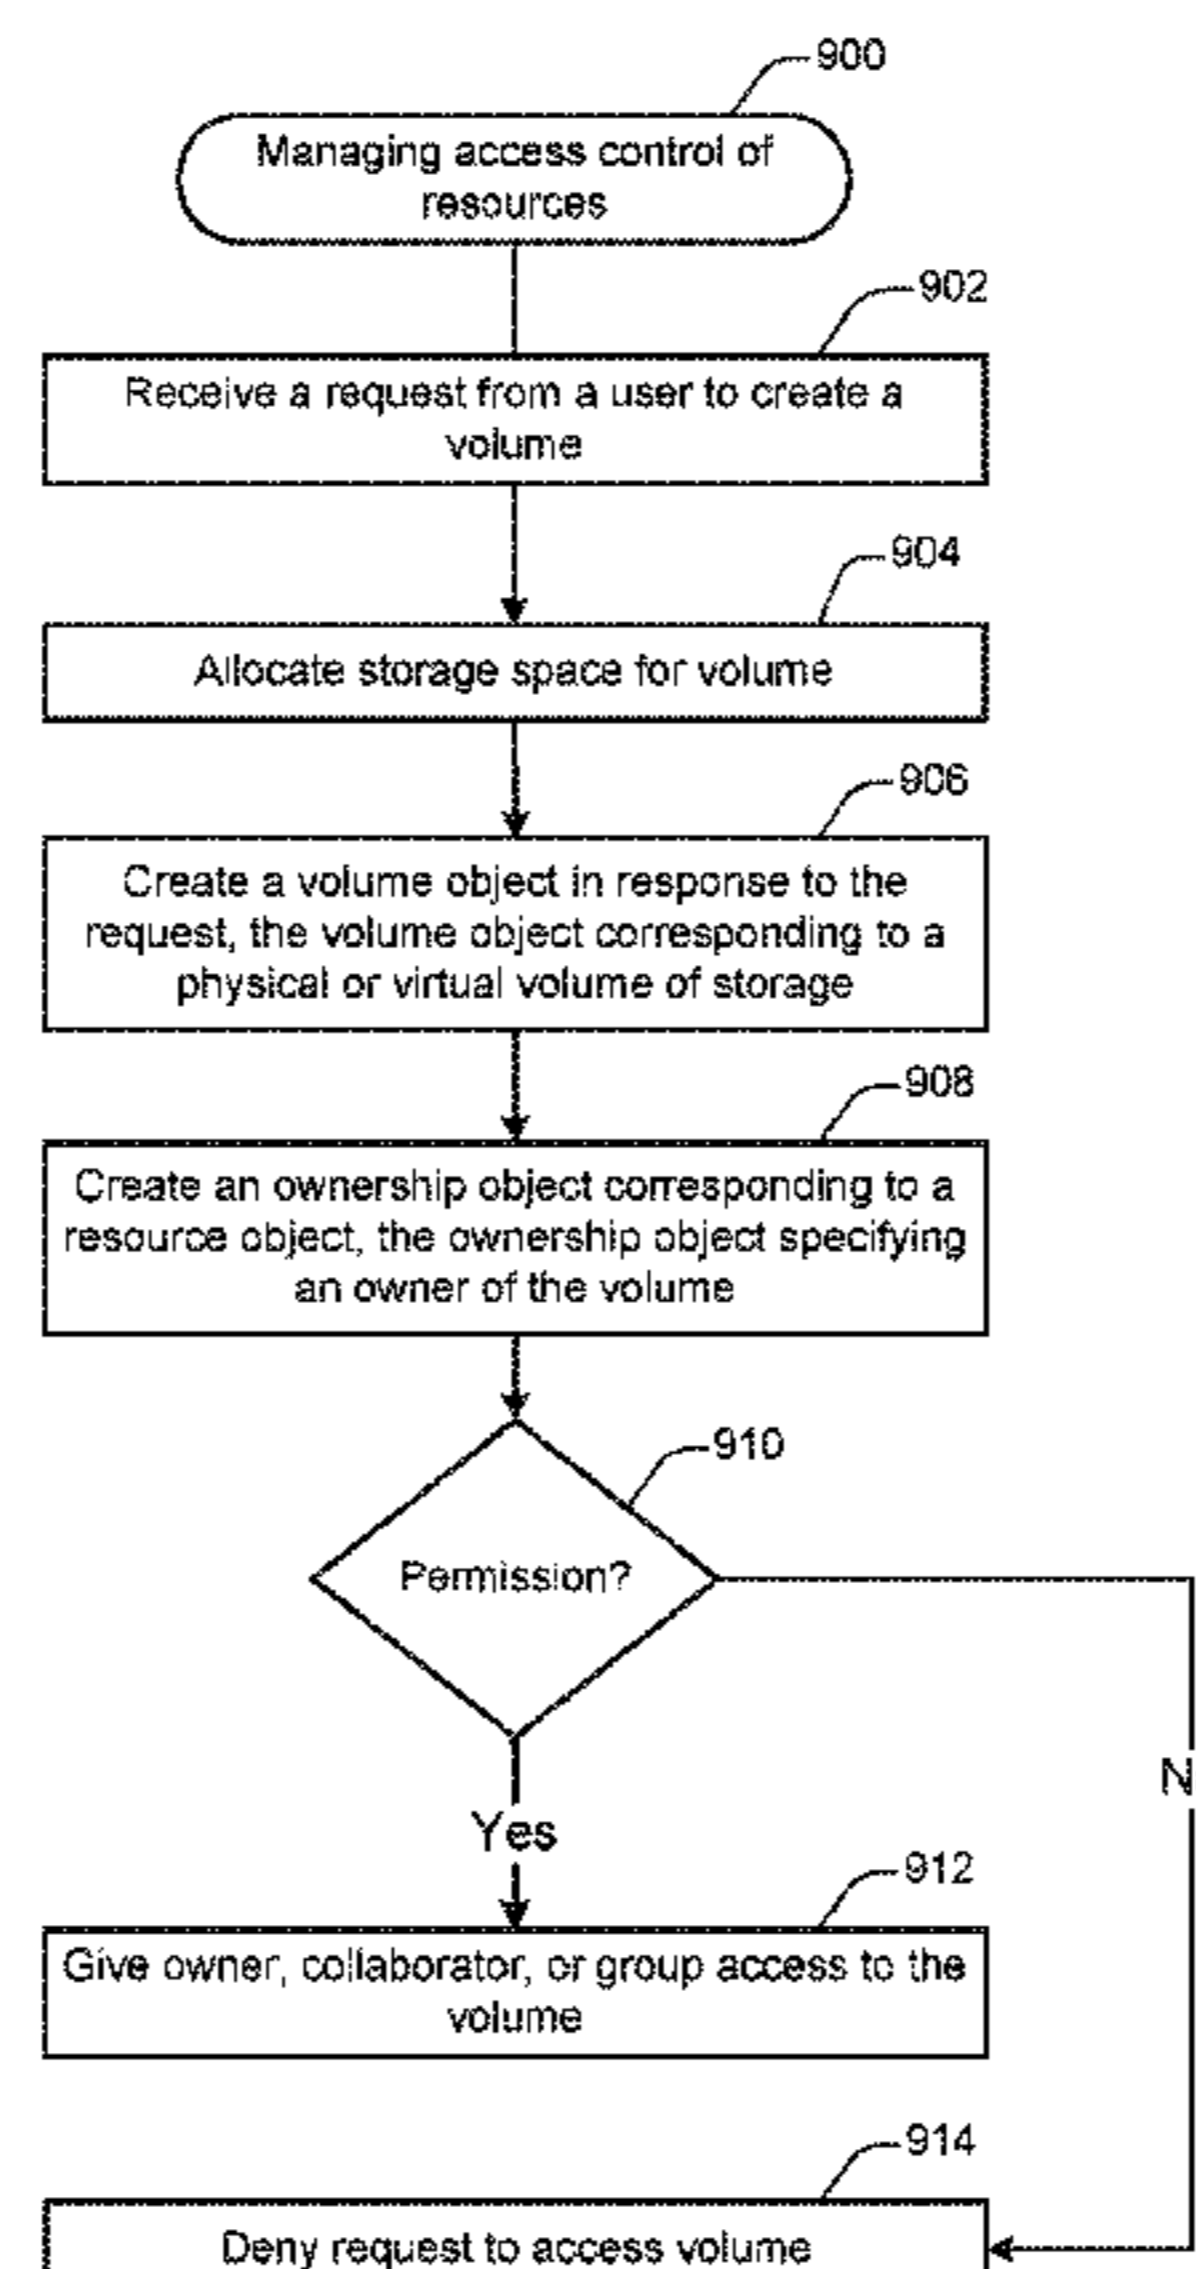 900
Managing access control of
resources
902
Receive a request from a user to create a
volume
904
Allocate storage space for volume
906
Create a volume object in response to the
request, the volume object corresponding to a
physical or virtual volume of storage
908
Create an ownership object corresponding to a
resource object, the ownership object specifying
an owner of the volume
910
Permission?
N
Yes
912
Give owner, collaborator, or group access to the
volume
914
Deny request to access volume